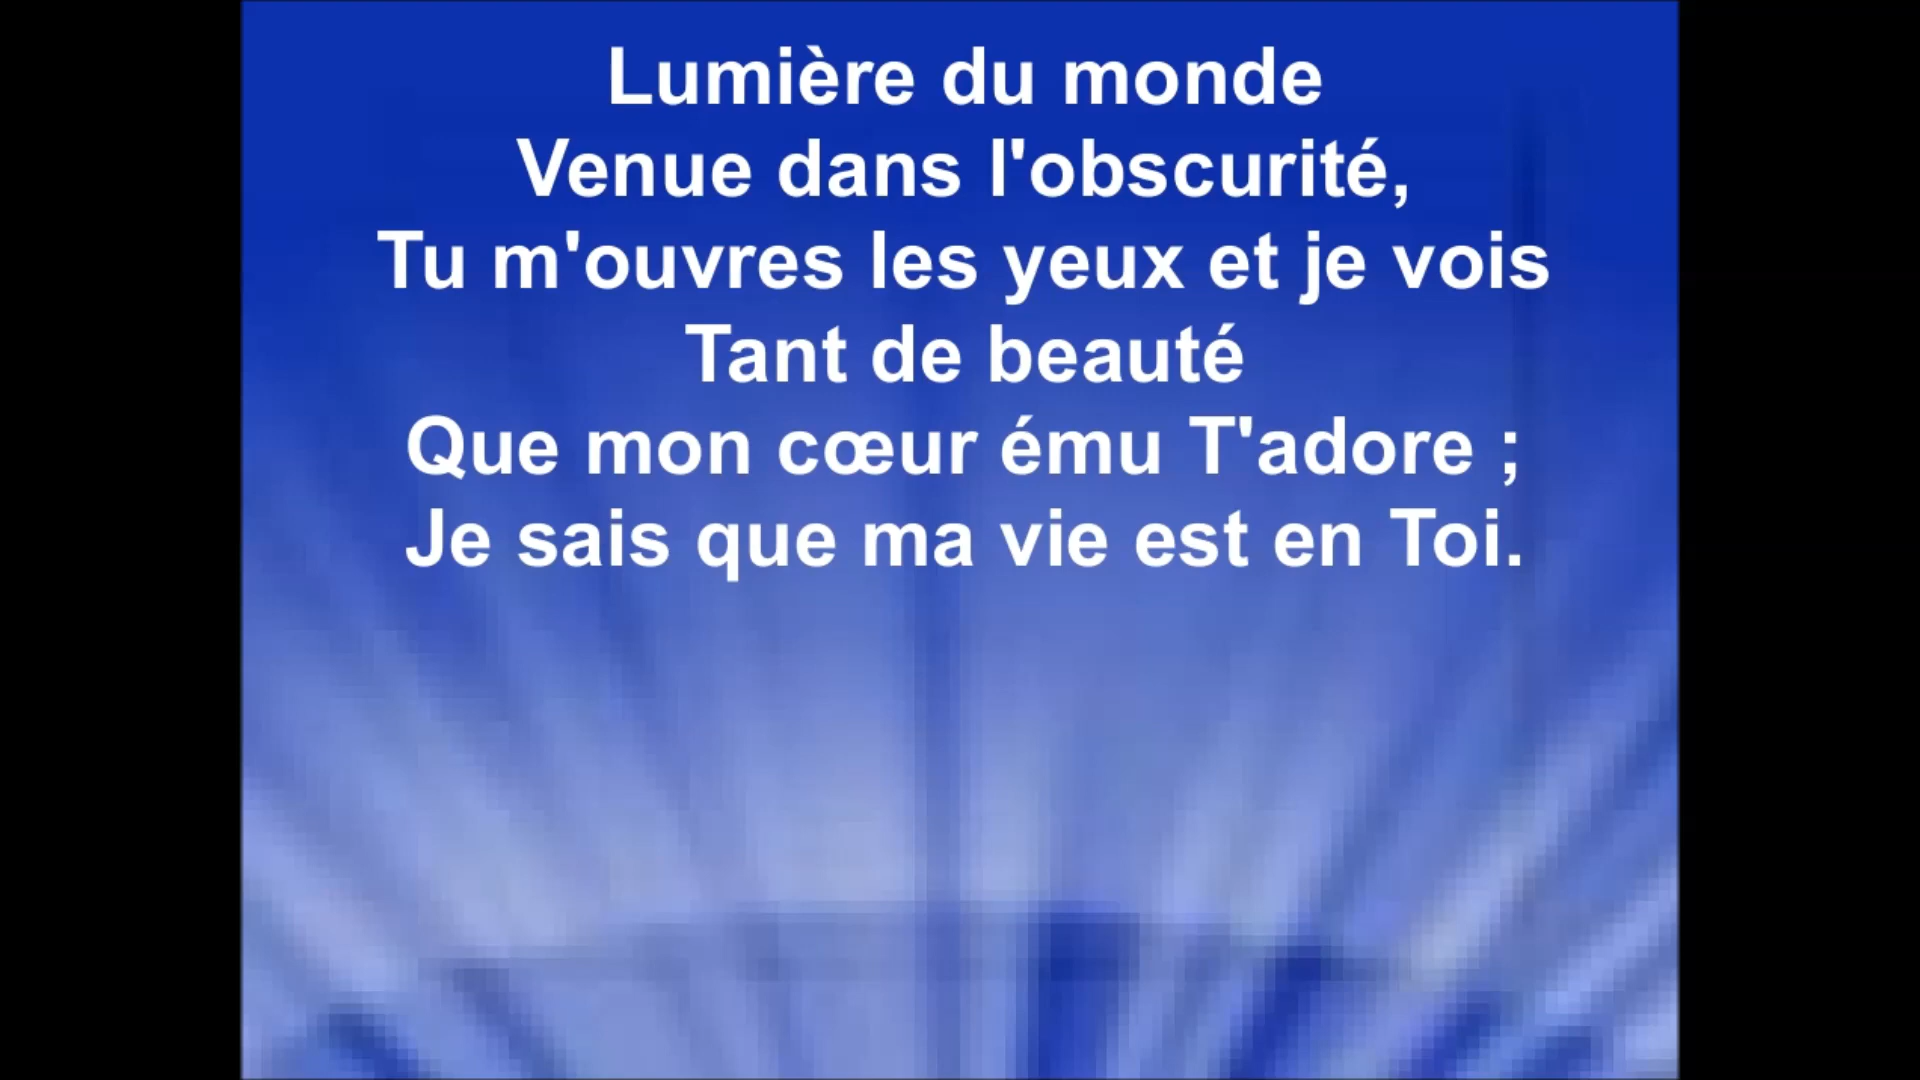 Lumière du monde
Venue dans l'obscurité,
Tu m'ouvres les yeux et je vois
Tant de beauté
Que mon cœur ému T'adore ;
Je sais que ma vie est en Toi.